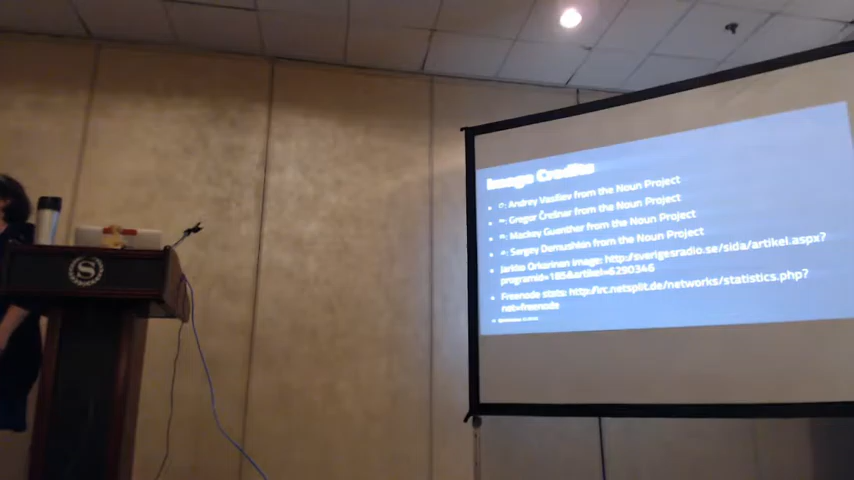 Image Credits
: Andrey Vasiliev from the Noun Project
: Gregor Črešnar from the Noun Project
: Mackey Guenther from the Noun Project
: Sergey Demushkin from the Noun Project
Jarkko Oikarinen image: http://sverigesradio.se/sida/artikel.aspx?
programid=185&artikel=6290346
Freenode stats: http://irc.netsplit.de/networks/statistics.php?
net=freenode
S